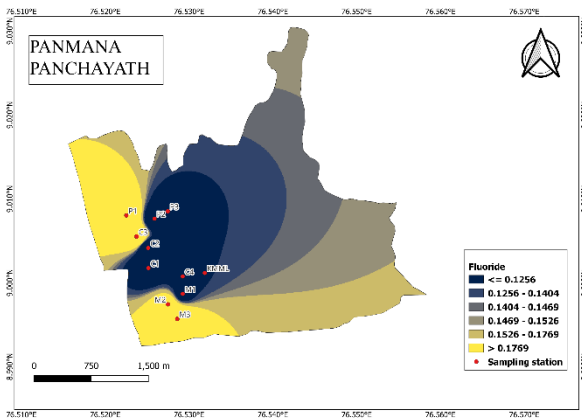 76.510°E 76.520°E 76.530°E 76.540°E 76.550°E 76.560°E 76.570°E
9.030°N
9.020°N
9.010°N
9.000°N
8.990°N
PANMANA
PANCHAYATH
P1
P2
P3
C3
C2
C1
C4
KMML
M1
M2
M3
Fluoride
<= 0.1256
0.1256 - 0.1404
0.1404 - 0.1469
0.1469 - 0.1526
0.1526 - 0.1769
> 0.1769
Sampling station
0 750 1,500 m
76.510°E 76.520°E 76.530°E 76.540°E 76.550°E 76.560°E 76.570°E